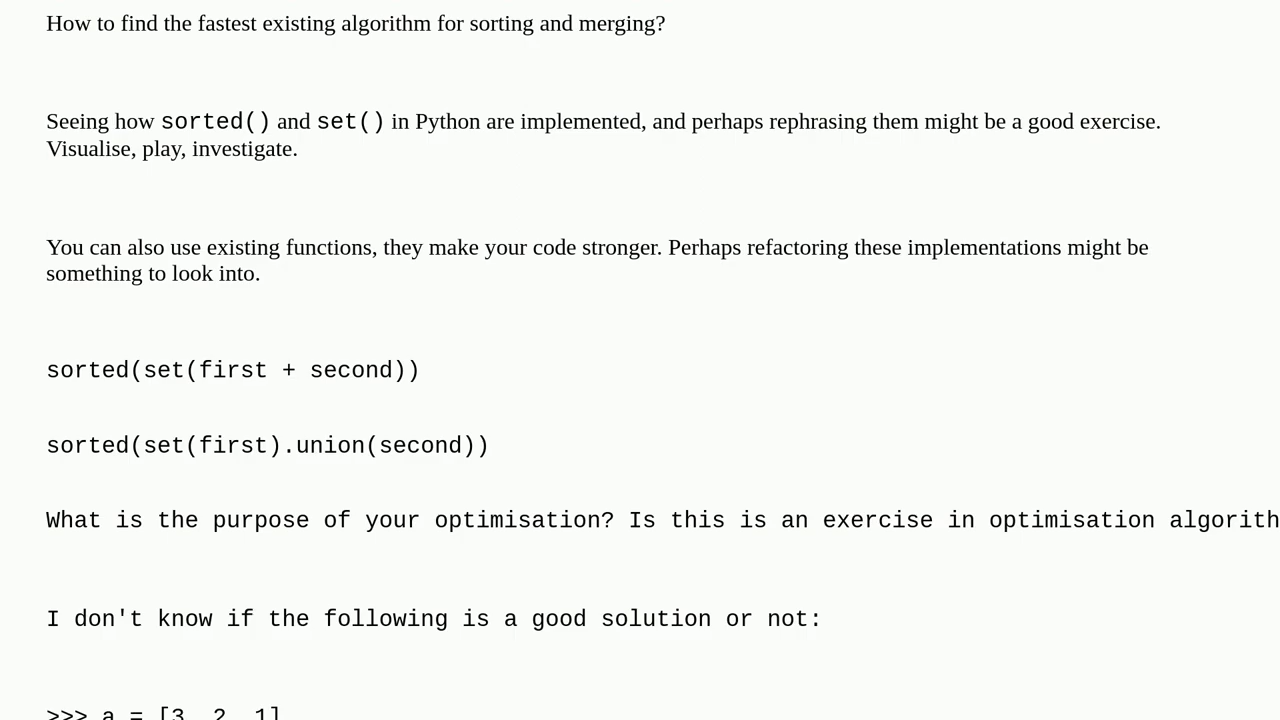 How to find the fastest existing algorithm for sorting and merging?
Seeing how sorted() and set() in Python are implemented, and perhaps rephrasing them might be a good exercise.
Visualise, play, investigate.
You can also use existing functions, they make your code stronger. Perhaps refactoring these implementations might be
something to look into.
sorted(set(first + second))
sorted(set(first).union(second))
What is the purpose of your optimisation? Is this is an exercise in optimisation algorith
I don't know if the following is a good solution or not:
>>> a = [3, 2, 1]